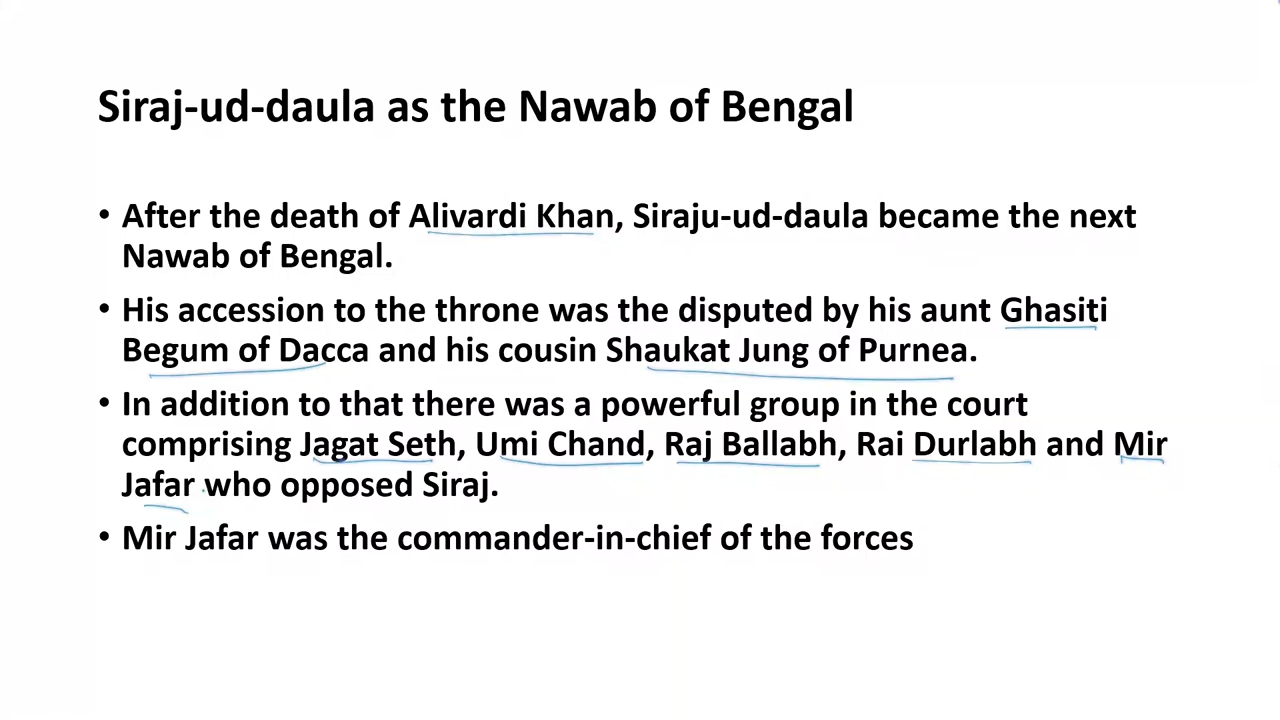 Siraj-ud-daula as the Nawab of Bengal
• After the death of Alivardi Khan, Siraju-ud-daula became the next
Nawab of Bengal.
• His accession to the throne was the disputed by his aunt Ghasiti
Begum of Dacca and his cousin Shaukat Jung of Purnea.
• In addition to that there was a powerful group in the court
comprising Jagat Seth, Umi Chand, Raj Ballabh, Rai Durlabh and Mir
Jafar who opposed Siraj.
• Mir Jafar was the commander-in-chief of the forces